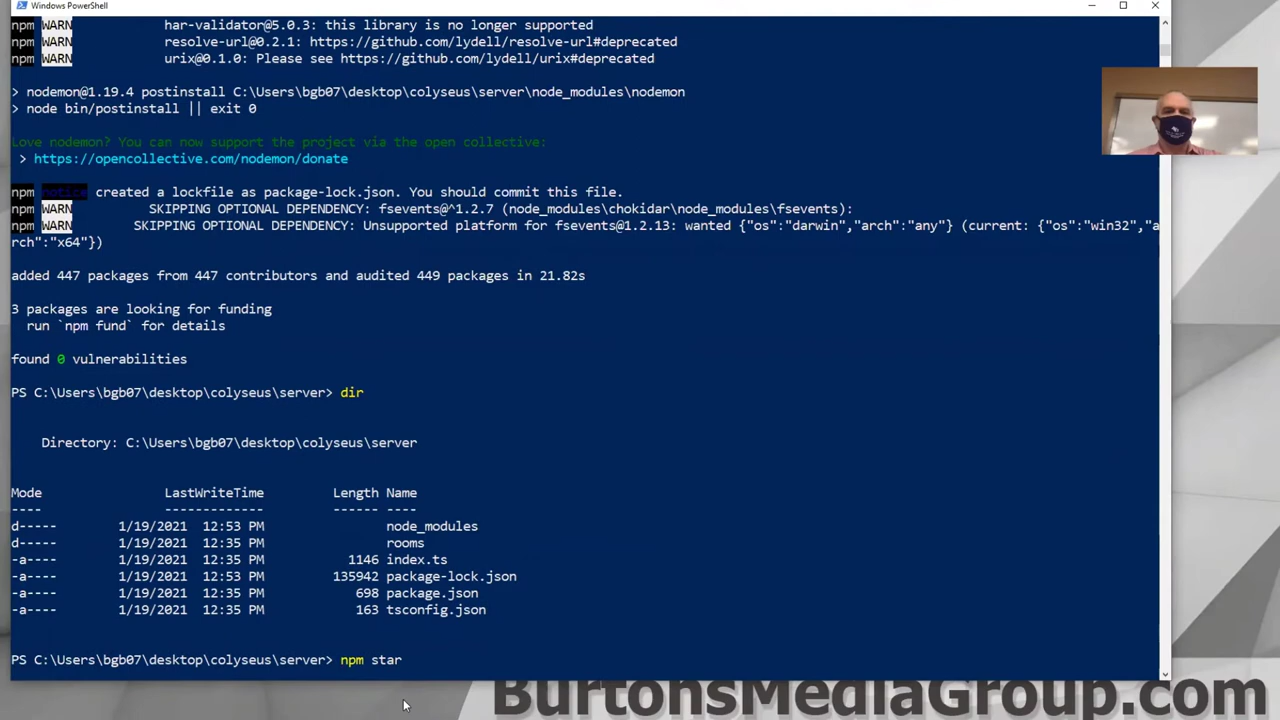 Windows PowerShell
npm WARN har-validator@5.0.3: this library is no longer supported
npm WARN resolve-url@0.2.1: https://github.com/lydell/resolve-url#deprecated
npm WARN urix@0.1.0: Please see https://github.com/lydell/urix#deprecated
> nodemon@1.19.4 postinstall C:\Users\bgb07\desktop\colyseus\server\node_modules\nodemon
> node bin/postinstall || exit 0
Love nodemon? You can now support the project via the open collective:
> https://opencollective.com/nodemon/donate
npm notice created a lockfile as package-lock.json. You should commit this file.
npm WARN SKIPPING OPTIONAL DEPENDENCY: fsevents@^1.2.7 (node_modules\chokidar\node_modules\fsevents):
npm WARN SKIPPING OPTIONAL DEPENDENCY: Unsupported platform for fsevents@1.2.13: wanted {"os":"darwin","arch":"any"} (current: {"os":"win32","a
rch":"x64"})
added 447 packages from 447 contributors and audited 449 packages in 21.82s
3 packages are looking for funding
run `npm fund` for details
found 0 vulnerabilities
PS C:\Users\bgb07\desktop\colyseus\server> dir
Directory: C:\Users\bgb07\desktop\colyseus\server
Mode LastWriteTime Length Name
---- ------------- ------ ----
d----- 1/19/2021 12:53 PM node_modules
d----- 1/19/2021 12:35 PM rooms
-a---- 1/19/2021 12:35 PM 1146 index.ts
-a---- 1/19/2021 12:53 PM 135942 package-lock.json
-a---- 1/19/2021 12:35 PM 698 package.json
-a---- 1/19/2021 12:35 PM 163 tsconfig.json
PS C:\Users\bgb07\desktop\colyseus\server> npm star
BurtonsMediaGroup.com